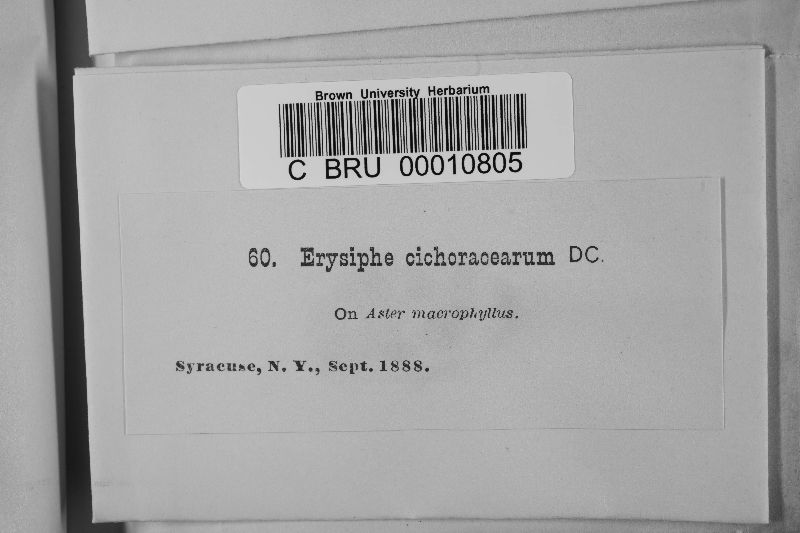 Brown University Herbarium
C BRU 00010805
60. Erysiphe cichoracearum DC.
On Aster macrophyllus.
Syracuse, N. Y., Sept. 1888.